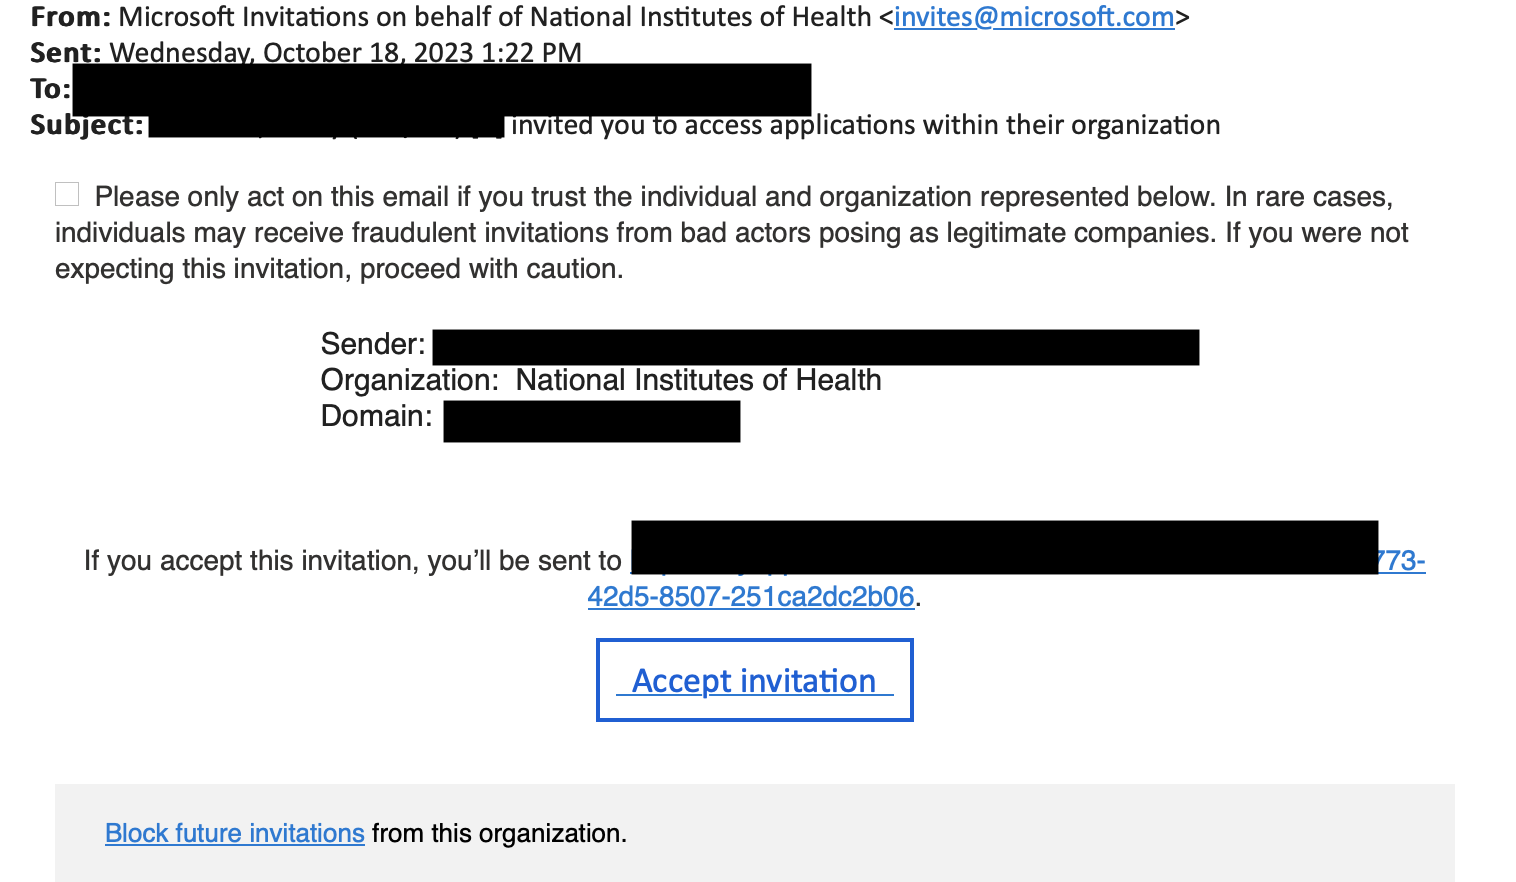 From: Microsoft Invitations on behalf of National Institutes of Health <invites@microsoft.com>
Sent: Wednesday, October 18, 2023 1:22 PM
To:
Subject: invited you to access applications within their organization
Please only act on this email if you trust the individual and organization represented below. In rare cases,
individuals may receive fraudulent invitations from bad actors posing as legitimate companies. If you were not
expecting this invitation, proceed with caution.
Sender:
Organization: National Institutes of Health
Domain:
If you accept this invitation, you’ll be sent to 773-
42d5-8507-251ca2dc2b06.
Accept invitation
Block future invitations from this organization.